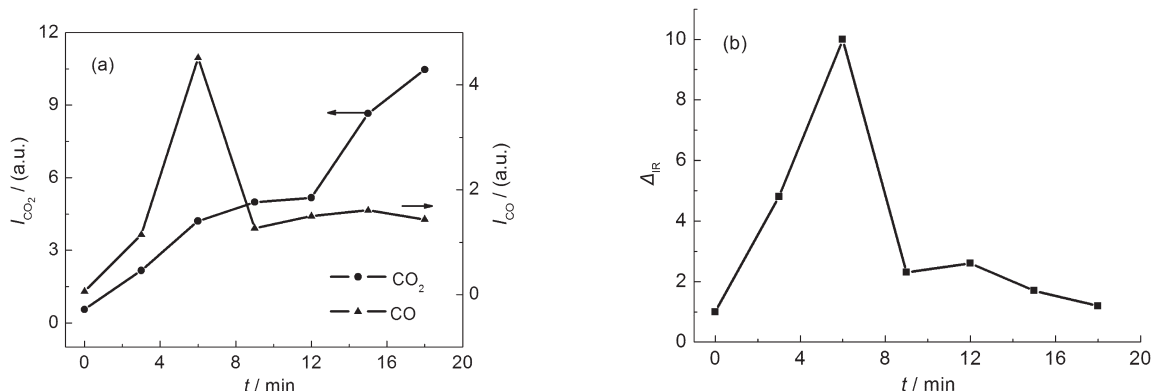 (a)
12
9
6
3
0
I_CO₂ / (a.u.)
4
2
0
I_CO / (a.u.)
CO₂
CO
0 4 8 12 16 20
t / min
(b)
10
8
6
4
2
0
Δ_IR
0 4 8 12 16 20
t / min